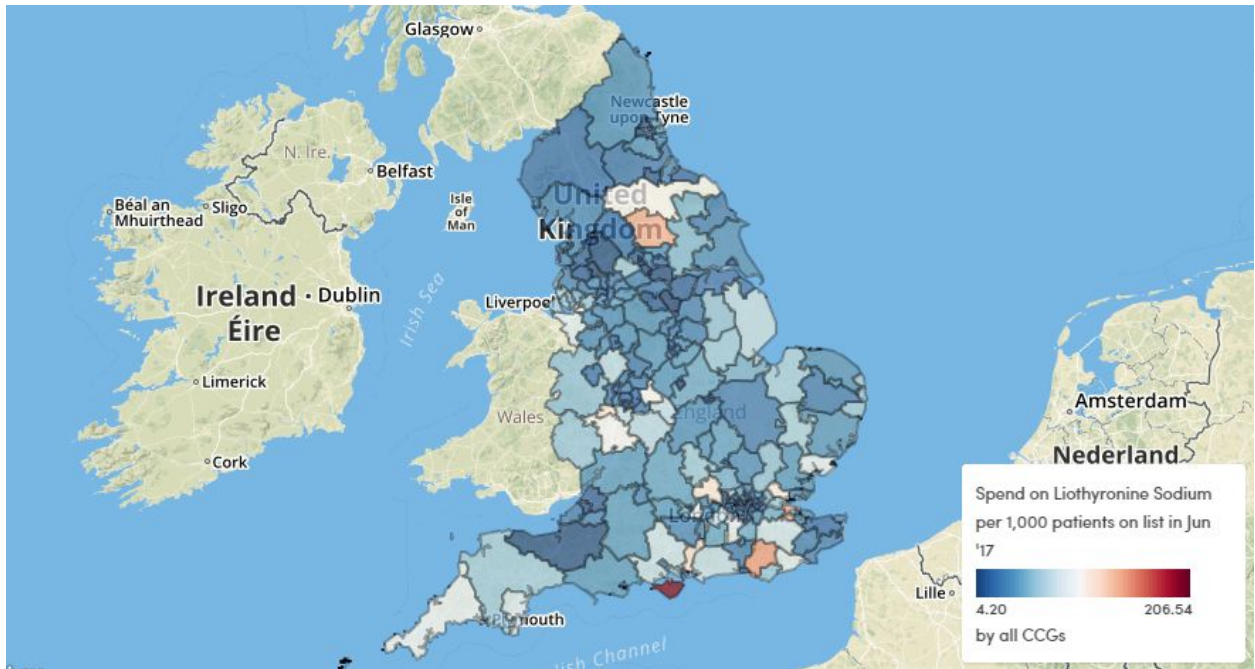 Glasgow
Newcastle
upon Tyne
N. Ire.
Belfast
Béal an
Mhuirthead
Sligo
Isle
of
Man
United
Kingdom
Ireland
Éire
Dublin
Irish Sea
Liverpool
Limerick
Wales
England
Cork
Amsterdam
Nederland
London
Plymouth
Lille
English Channel
Spend on Liothyronine Sodium
per 1,000 patients on list in Jun
'17
4.20 206.54
by all CCGs